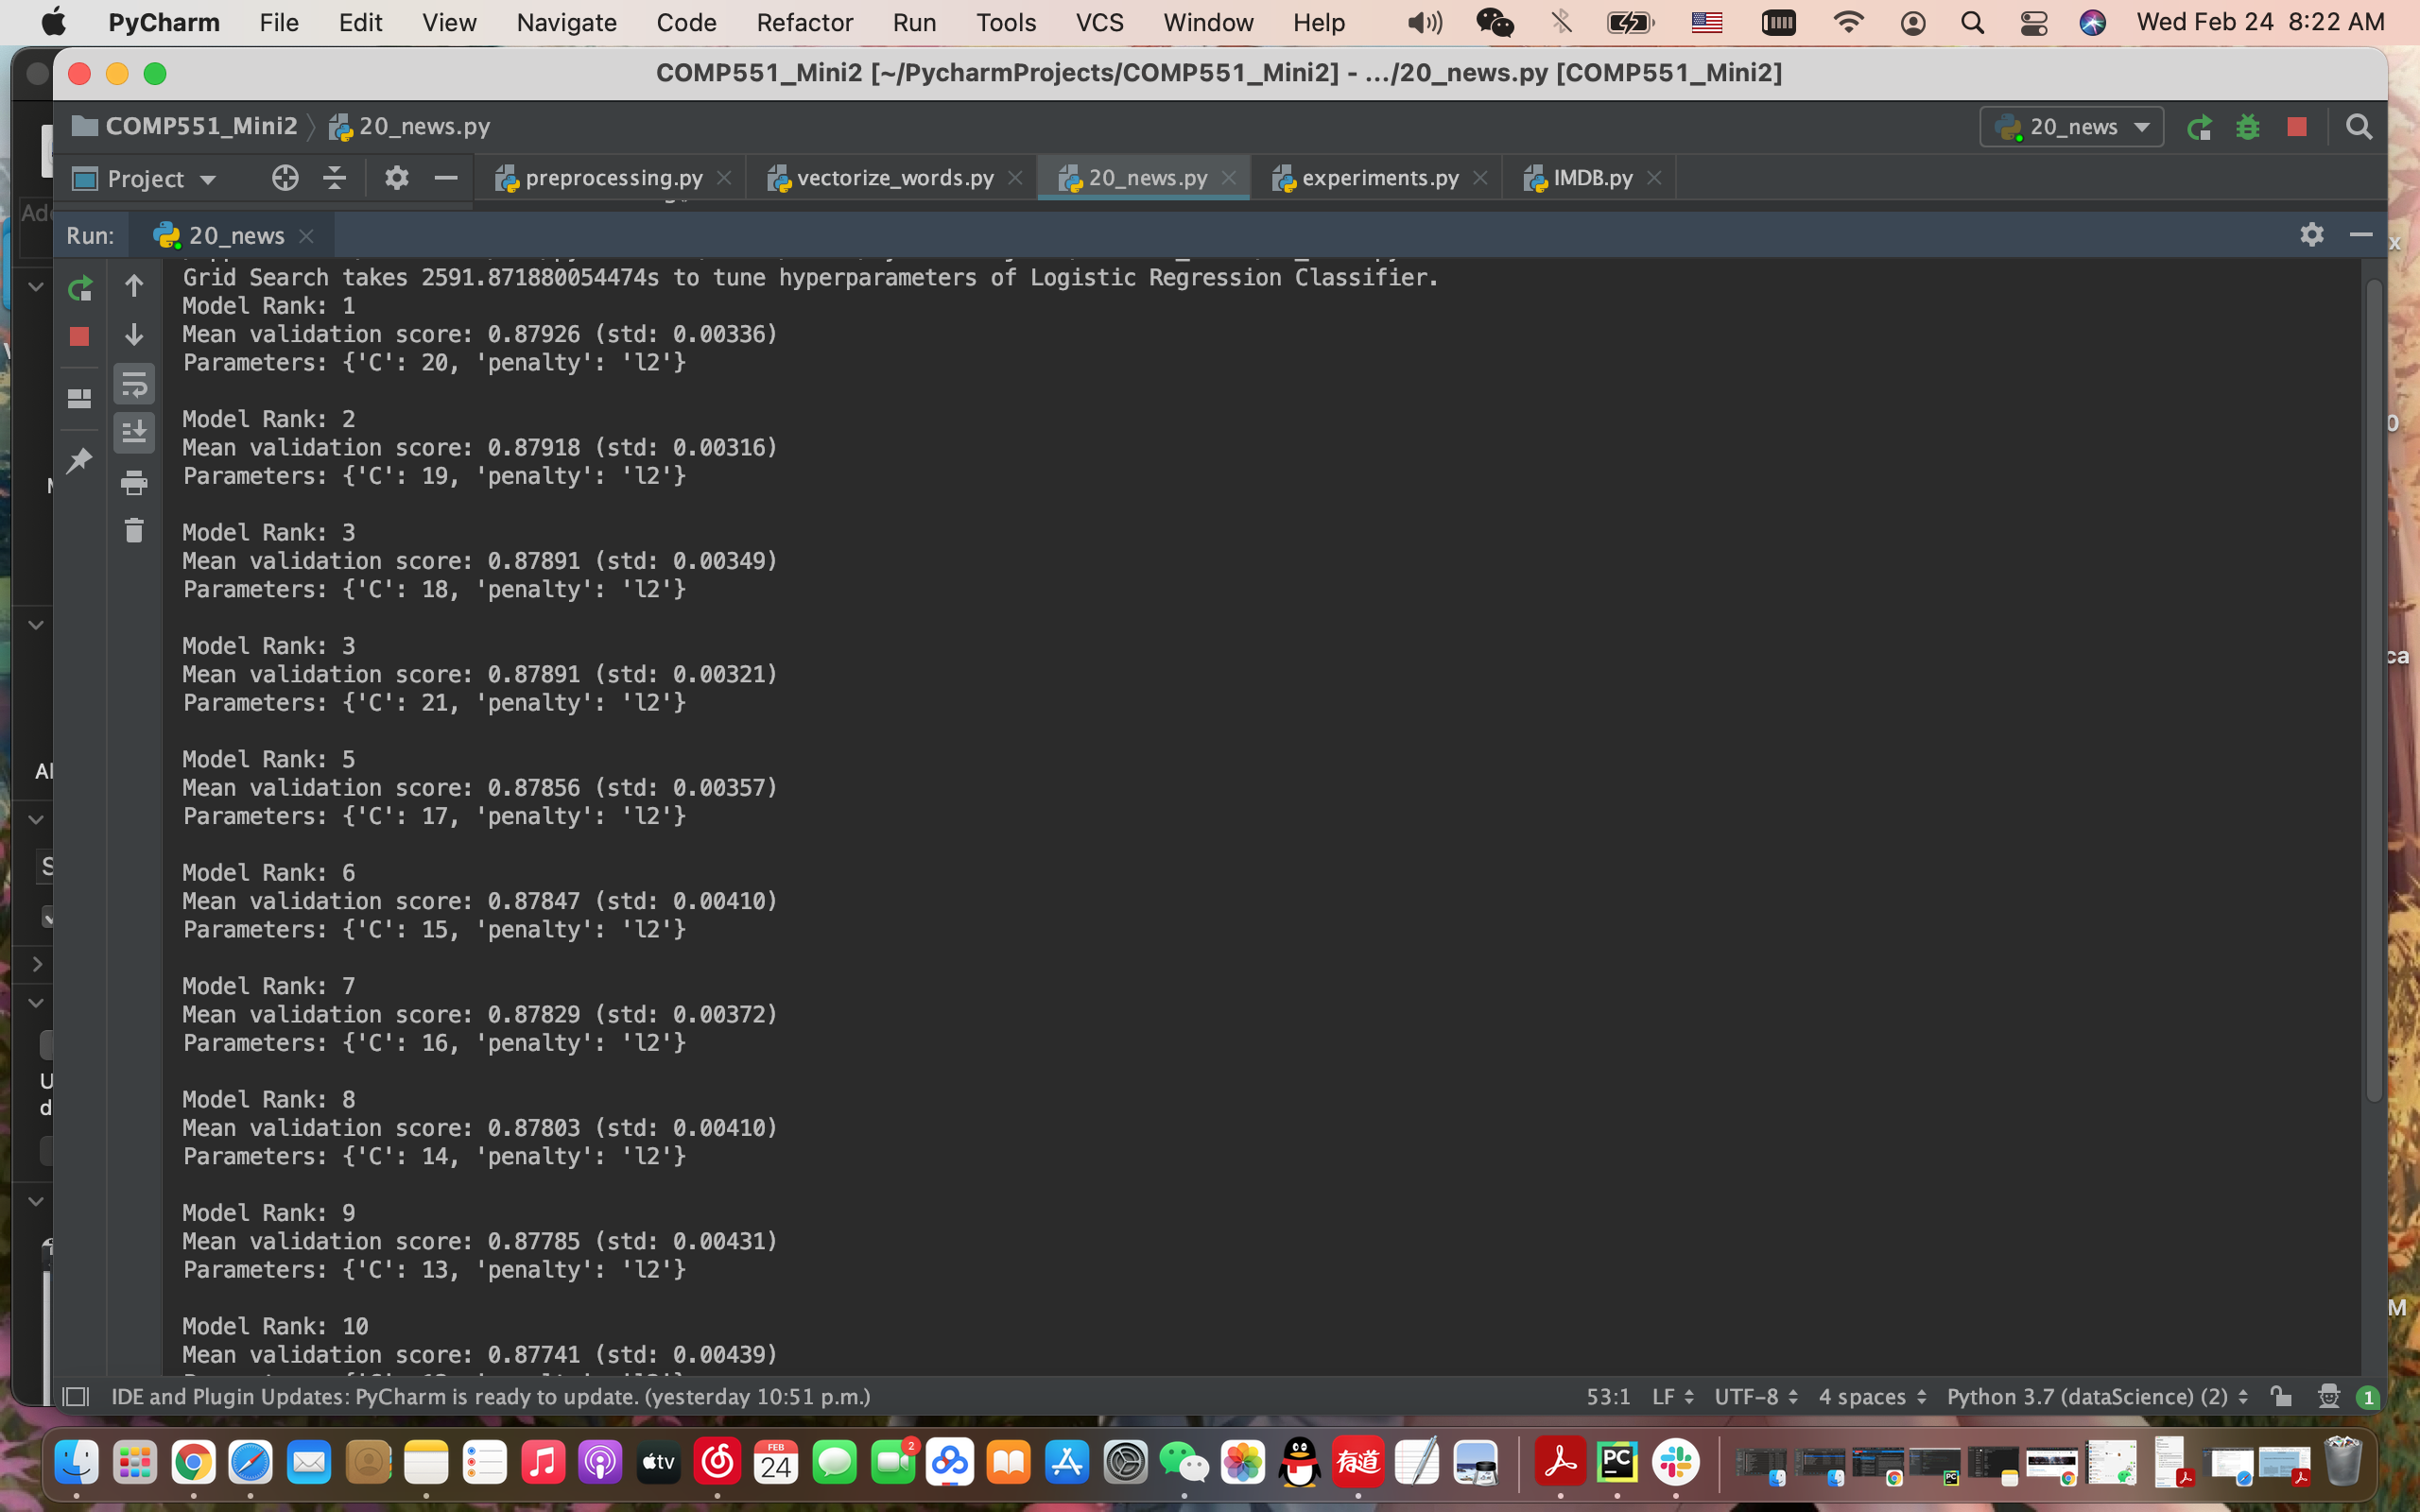 PyCharm File Edit View Navigate Code Refactor Run Tools VCS Window Help Wed Feb 24 8:22 AM
COMP551_Mini2 [~/PycharmProjects/COMP551_Mini2] - .../20_news.py [COMP551_Mini2]
COMP551_Mini2 20_news.py 20_news
Project preprocessing.py vectorize_words.py 20_news.py experiments.py IMDB.py
Run: 20_news
Grid Search takes 2591.871880054474s to tune hyperparameters of Logistic Regression Classifier.
Model Rank: 1
Mean validation score: 0.87926 (std: 0.00336)
Parameters: {'C': 20, 'penalty': 'l2'}
Model Rank: 2
Mean validation score: 0.87918 (std: 0.00316)
Parameters: {'C': 19, 'penalty': 'l2'}
Model Rank: 3
Mean validation score: 0.87891 (std: 0.00349)
Parameters: {'C': 18, 'penalty': 'l2'}
Model Rank: 3
Mean validation score: 0.87891 (std: 0.00321)
Parameters: {'C': 21, 'penalty': 'l2'}
Model Rank: 5
Mean validation score: 0.87856 (std: 0.00357)
Parameters: {'C': 17, 'penalty': 'l2'}
Model Rank: 6
Mean validation score: 0.87847 (std: 0.00410)
Parameters: {'C': 15, 'penalty': 'l2'}
Model Rank: 7
Mean validation score: 0.87829 (std: 0.00372)
Parameters: {'C': 16, 'penalty': 'l2'}
Model Rank: 8
Mean validation score: 0.87803 (std: 0.00410)
Parameters: {'C': 14, 'penalty': 'l2'}
Model Rank: 9
Mean validation score: 0.87785 (std: 0.00431)
Parameters: {'C': 13, 'penalty': 'l2'}
Model Rank: 10
Mean validation score: 0.87741 (std: 0.00439)
IDE and Plugin Updates: PyCharm is ready to update. (yesterday 10:51 p.m.) 53:1 LF UTF-8 4 spaces Python 3.7 (dataScience) (2) 1
tv FEB 24 2 有道 PC